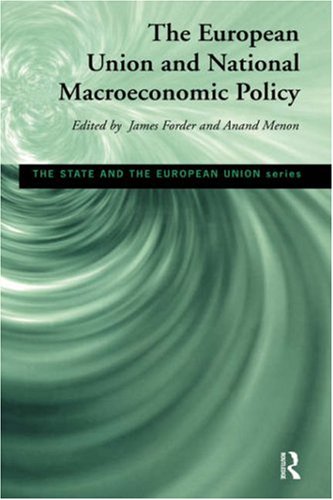 The European
Union and National
Macroeconomic Policy
Edited by James Forder and Anand Menon
THE STATE AND THE EUROPEAN UNION series
ROUTLEDGE